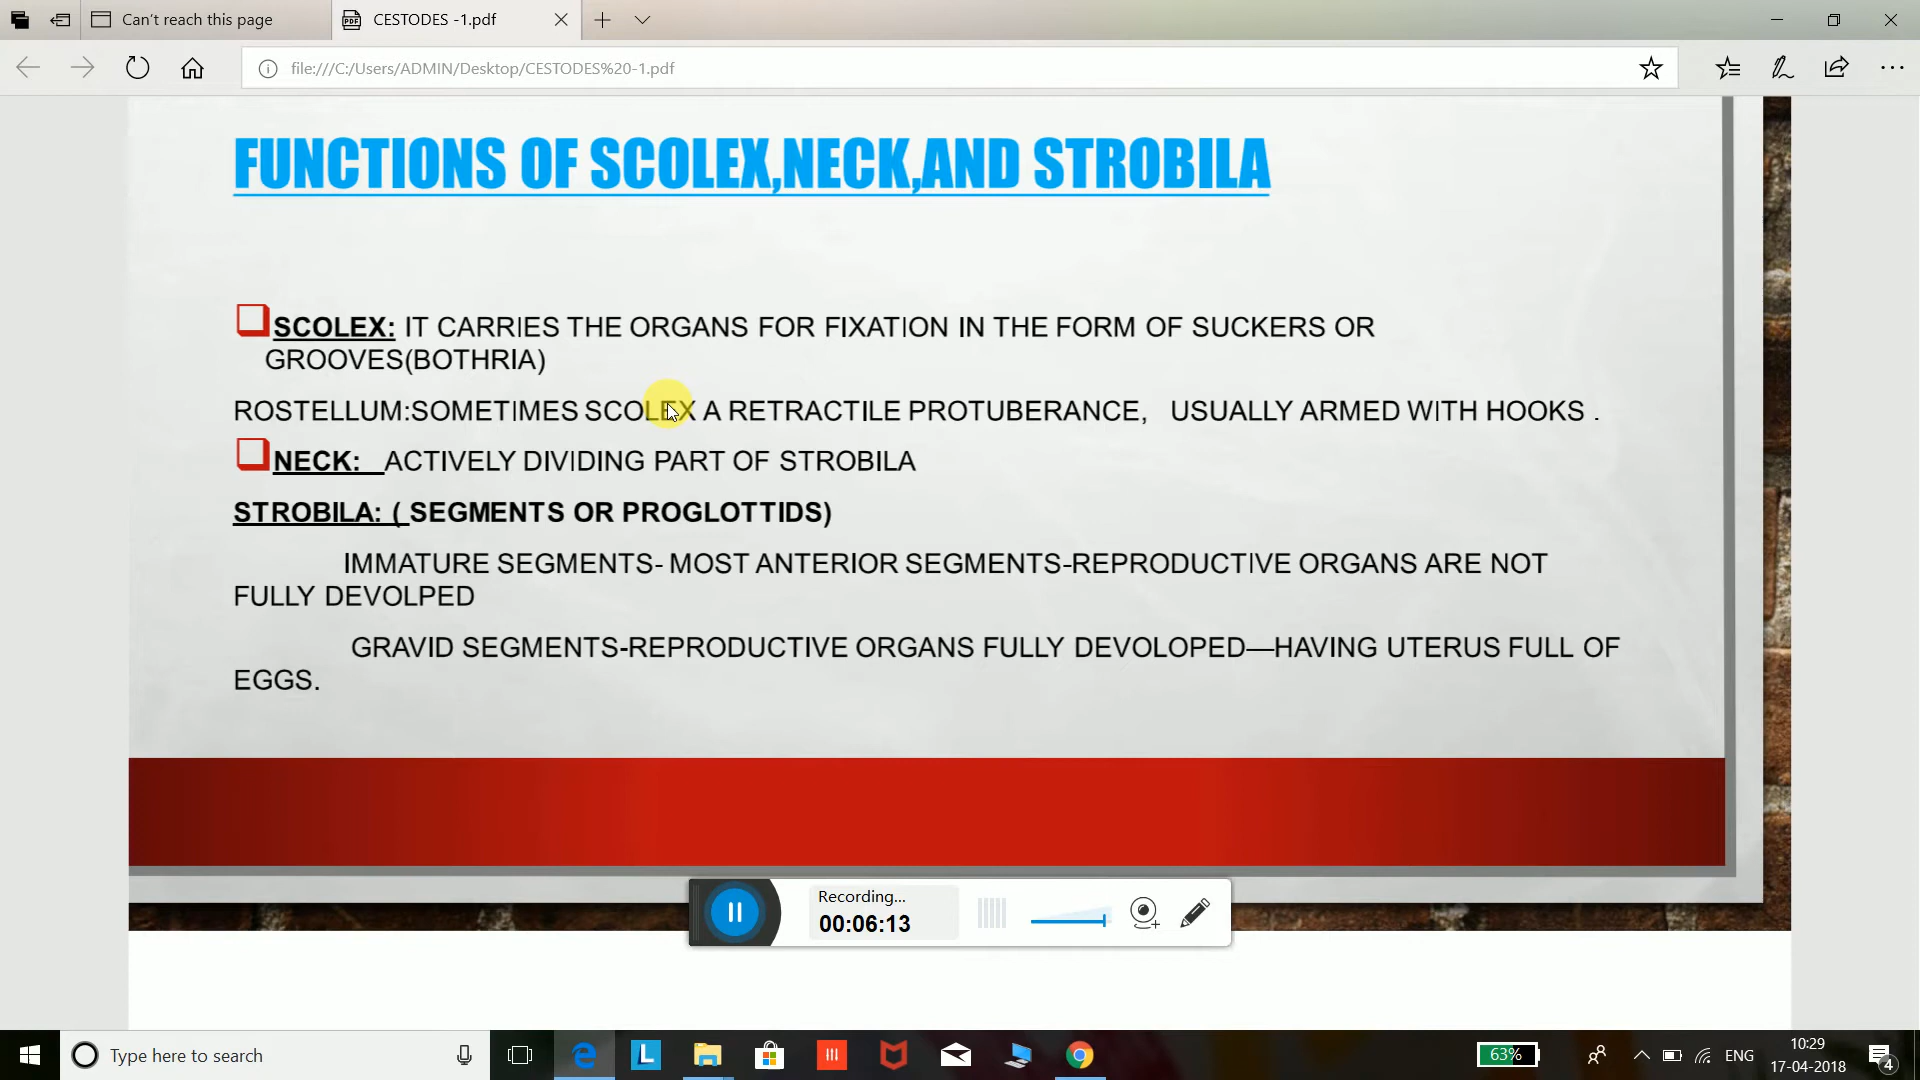 Can't reach this page
CESTODES -1.pdf
file:///C:/Users/ADMIN/Desktop/CESTODES%20-1.pdf
FUNCTIONS OF SCOLEX,NECK,AND STROBILA
SCOLEX: IT CARRIES THE ORGANS FOR FIXATION IN THE FORM OF SUCKERS OR
GROOVES(BOTHRIA)
ROSTELLUM:SOMETIMES SCOLEX A RETRACTILE PROTUBERANCE, USUALLY ARMED WITH HOOKS .
NECK: ACTIVELY DIVIDING PART OF STROBILA
STROBILA: ( SEGMENTS OR PROGLOTTIDS)
IMMATURE SEGMENTS- MOST ANTERIOR SEGMENTS-REPRODUCTIVE ORGANS ARE NOT
FULLY DEVOLPED
GRAVID SEGMENTS-REPRODUCTIVE ORGANS FULLY DEVOLOPED—HAVING UTERUS FULL OF
EGGS.
Recording...
00:06:13
Type here to search
L
63%
ENG
10:29
17-04-2018
4